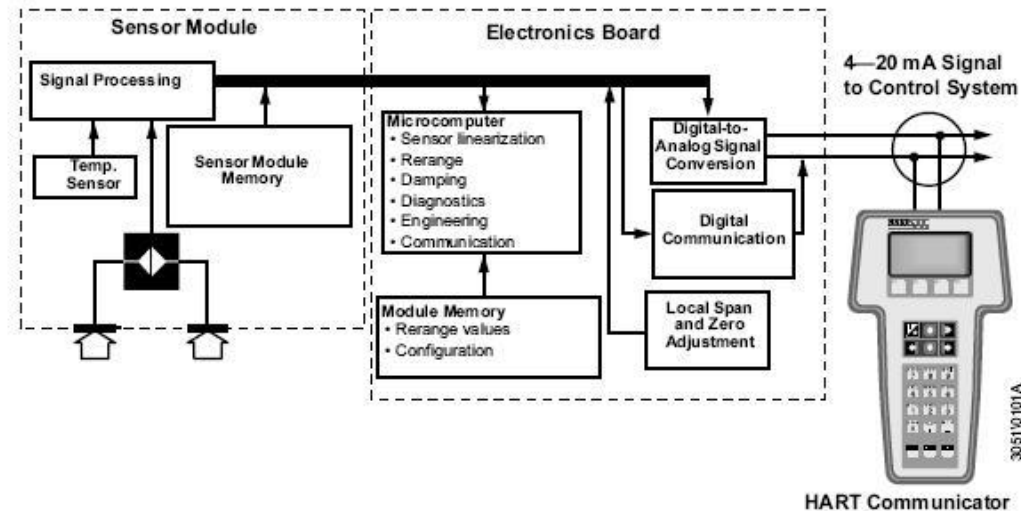 Sensor Module
Signal Processing
Temp.
Sensor
Sensor Module
Memory
Electronics Board
Microcomputer
• Sensor linearization
• Rerange
• Damping
• Diagnostics
• Engineering
• Communication
Module Memory
• Rerange values
• Configuration
Digital-to-
Analog Signal
Conversion
Digital
Communication
Local Span
and Zero
Adjustment
4—20 mA Signal
to Control System
HART Communicator
3051\0101A